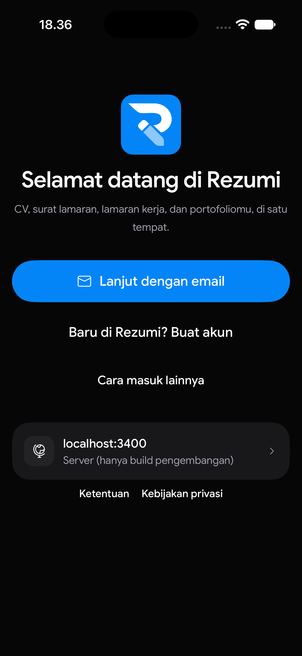 18.36
Selamat datang di Rezumi
CV, surat lamaran, lamaran kerja, dan portofoliomu, di satu
tempat.
Lanjut dengan email
Baru di Rezumi? Buat akun
Cara masuk lainnya
localhost:3400
Server (hanya build pengembangan)
Ketentuan Kebijakan privasi